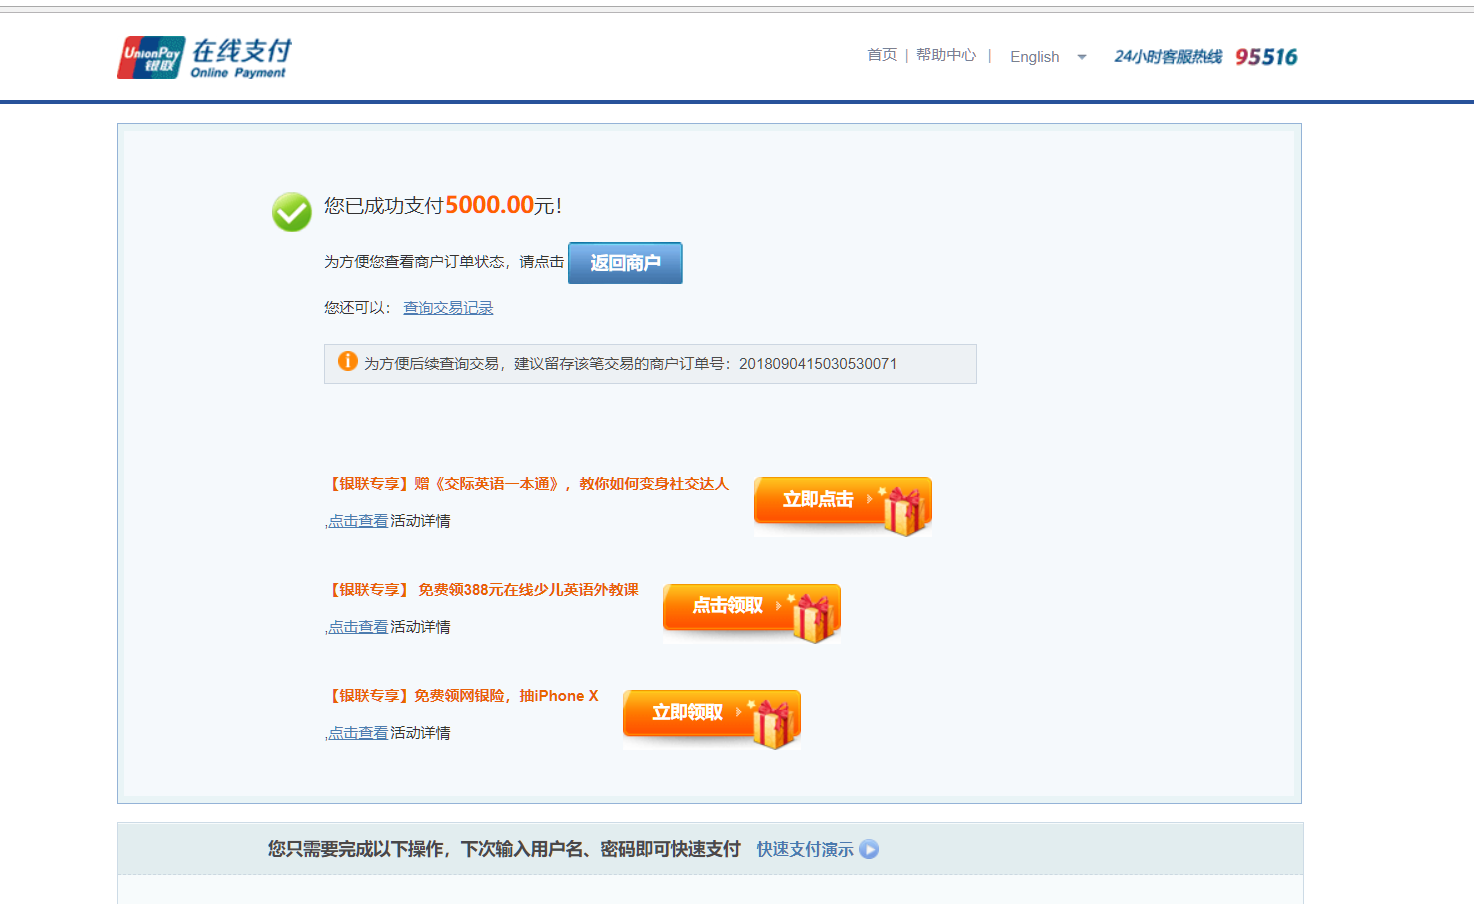 UnionPay 银联 在线支付 Online Payment
首页 | 帮助中心 | English 24小时客服热线 95516
您已成功支付5000.00元!
为方便您查看商户订单状态，请点击 返回商户
您还可以： 查询交易记录
为方便后续查询交易，建议留存该笔交易的商户订单号：2018090415030530071
【银联专享】赠《交际英语一本通》，教你如何变身社交达人 立即点击
,点击查看活动详情
【银联专享】 免费领388元在线少儿英语外教课 点击领取
,点击查看活动详情
【银联专享】免费领网银险，抽iPhone X 立即领取
,点击查看活动详情
您只需要完成以下操作，下次输入用户名、密码即可快速支付 快速支付演示